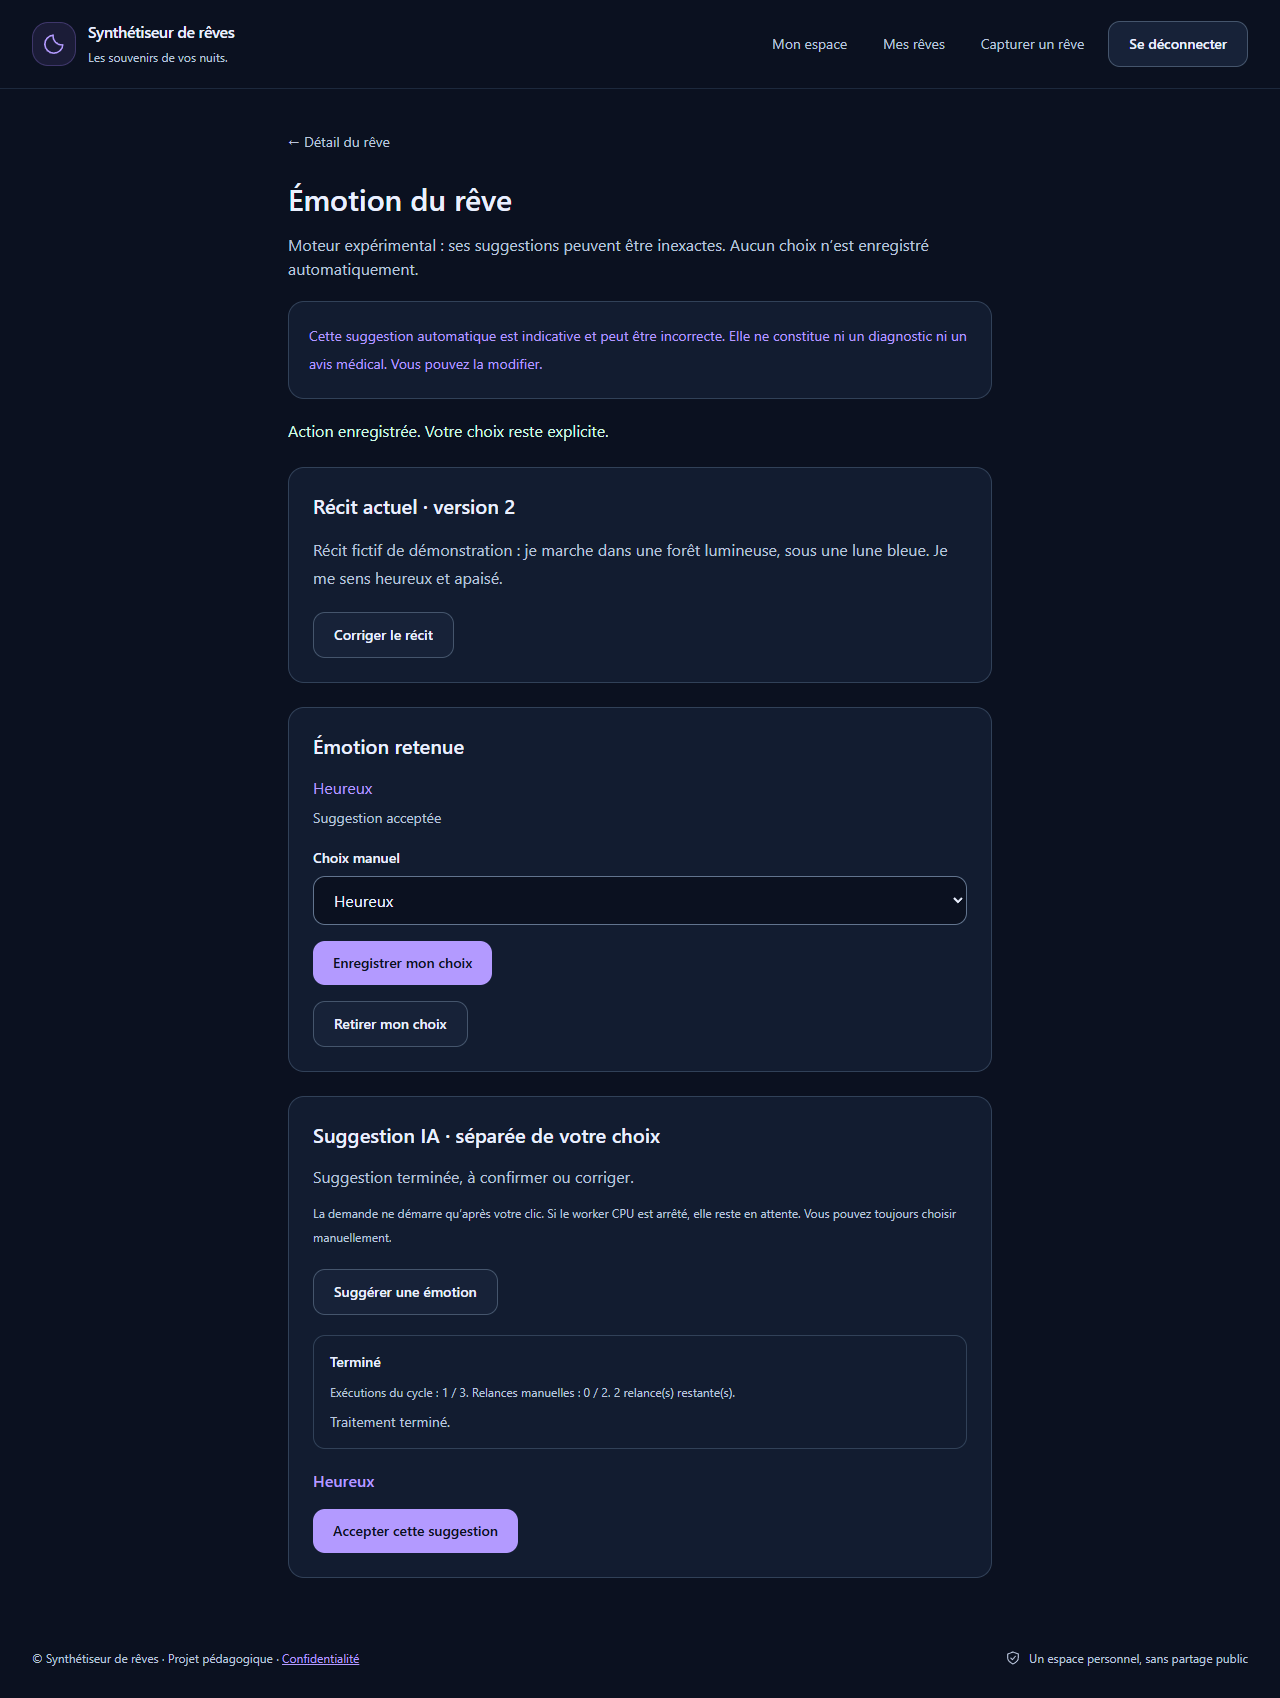 Synthétiseur de rêves
Les souvenirs de vos nuits.
Mon espace
Mes rêves
Capturer un rêve
Se déconnecter
← Détail du rêve
Émotion du rêve
Moteur expérimental : ses suggestions peuvent être inexactes. Aucun choix n’est enregistré
automatiquement.
Cette suggestion automatique est indicative et peut être incorrecte. Elle ne constitue ni un diagnostic ni un
avis médical. Vous pouvez la modifier.
Action enregistrée. Votre choix reste explicite.
Récit actuel · version 2
Récit fictif de démonstration : je marche dans une forêt lumineuse, sous une lune bleue. Je
me sens heureux et apaisé.
Corriger le récit
Émotion retenue
Heureux
Suggestion acceptée
Choix manuel
Heureux
Enregistrer mon choix
Retirer mon choix
Suggestion IA · séparée de votre choix
Suggestion terminée, à confirmer ou corriger.
La demande ne démarre qu’après votre clic. Si le worker CPU est arrêté, elle reste en attente. Vous pouvez toujours choisir
manuellement.
Suggérer une émotion
Terminé
Exécutions du cycle : 1 / 3. Relances manuelles : 0 / 2. 2 relance(s) restante(s).
Traitement terminé.
Heureux
Accepter cette suggestion
© Synthétiseur de rêves · Projet pédagogique · Confidentialité
Un espace personnel, sans partage public